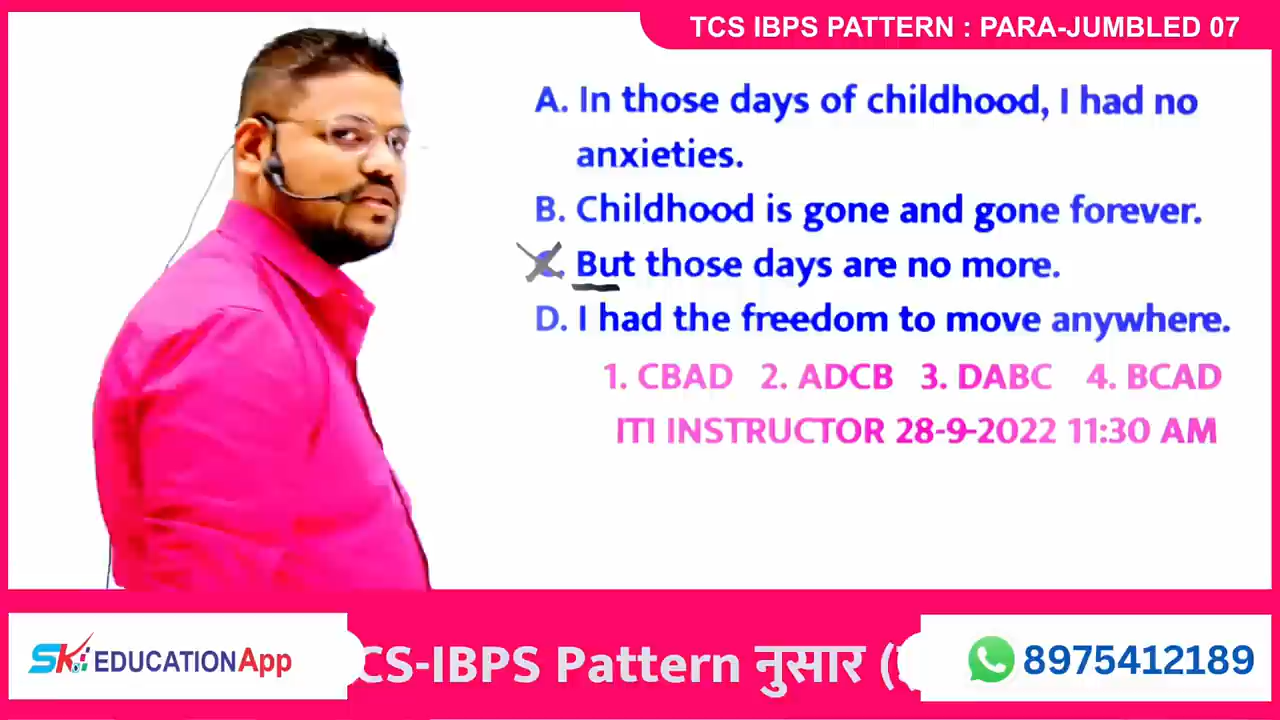 TCS IBPS PATTERN : PARA-JUMBLED 07
A. In those days of childhood, I had no
anxieties.
B. Childhood is gone and gone forever.
C. But those days are no more.
D. I had the freedom to move anywhere.
1. CBAD 2. ADCB 3. DABC 4. BCAD
ITI INSTRUCTOR 28-9-2022 11:30 AM
SK EDUCATIONApp
CS-IBPS Pattern नुसार (
8975412189